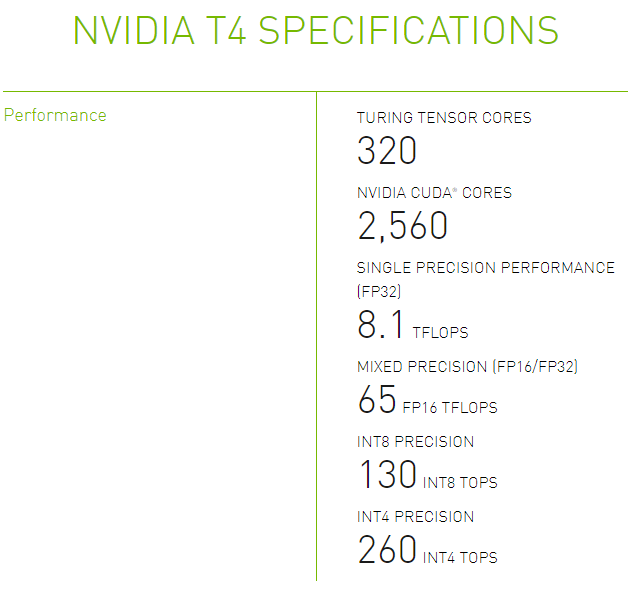 NVIDIA T4 SPECIFICATIONS
Performance
TURING TENSOR CORES
320
NVIDIA CUDA® CORES
2,560
SINGLE PRECISION PERFORMANCE
(FP32)
8.1 TFLOPS
MIXED PRECISION (FP16/FP32)
65 FP16 TFLOPS
INT8 PRECISION
130 INT8 TOPS
INT4 PRECISION
260 INT4 TOPS